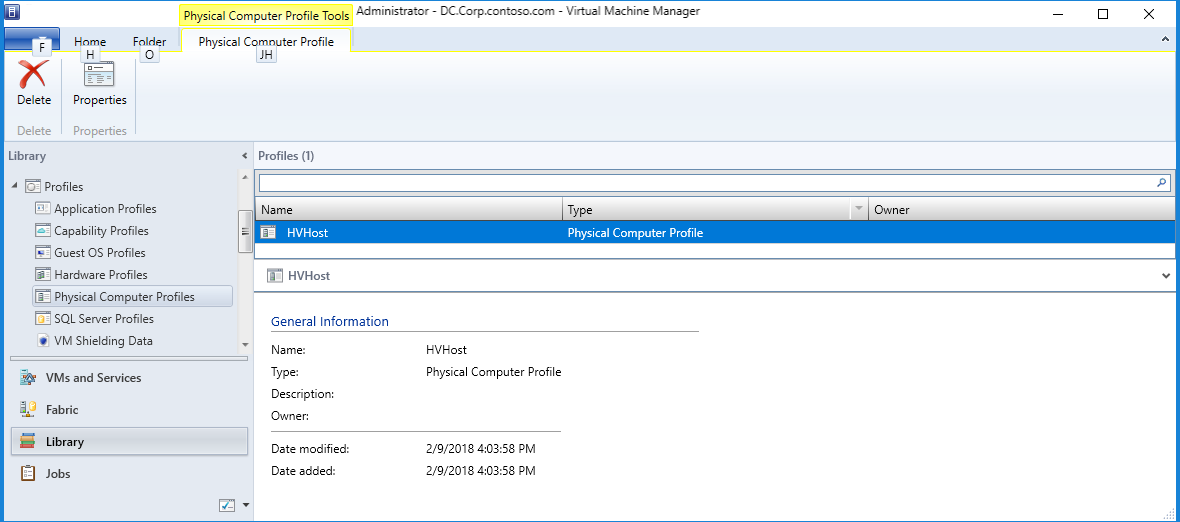 Physical Computer Profile Tools
Administrator - DC.Corp.contoso.com - Virtual Machine Manager
Home Folder Physical Computer Profile
F H O JH
Delete Properties
Delete Properties
Library
Profiles
Application Profiles
Capability Profiles
Guest OS Profiles
Hardware Profiles
Physical Computer Profiles
SQL Server Profiles
VM Shielding Data
VMs and Services
Fabric
Library
Jobs
Profiles (1)
Name Type Owner
HVHost Physical Computer Profile
HVHost
General Information
Name: HVHost
Type: Physical Computer Profile
Description:
Owner:
Date modified: 2/9/2018 4:03:58 PM
Date added: 2/9/2018 4:03:58 PM